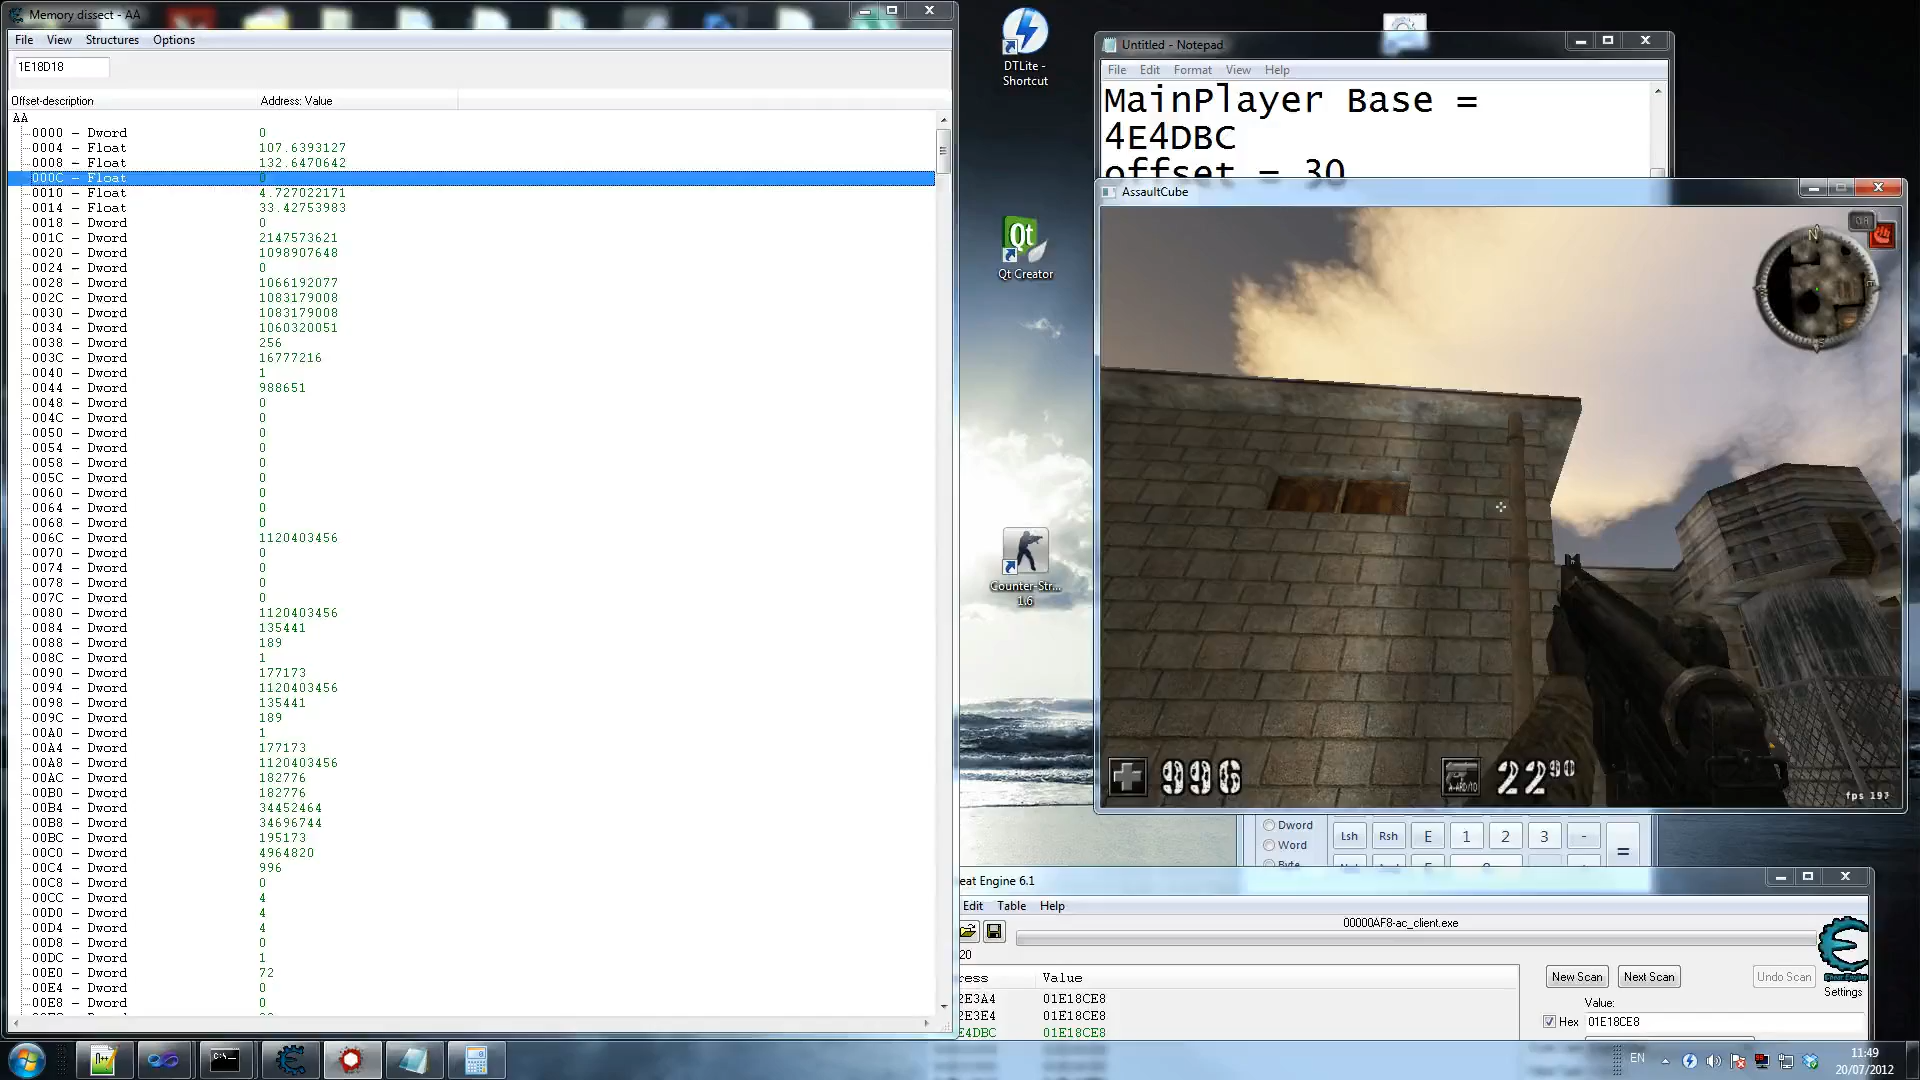 Memory dissect - AA
File View Structures Options
1E18D18
Offset-description Address: Value
AA
0000 - Dword 0
0004 - Float 107.6393127
0008 - Float 132.6470642
000C - Float 0
0010 - Float 4.727022171
0014 - Float 33.42753983
0018 - Dword 0
001C - Dword 2147573621
0020 - Dword 1098907648
0024 - Dword 0
0028 - Dword 1066192077
002C - Dword 1083179008
0030 - Dword 1083179008
0034 - Dword 1060320051
0038 - Dword 256
003C - Dword 16777216
0040 - Dword 1
0044 - Dword 988651
0048 - Dword 0
004C - Dword 0
0050 - Dword 0
0054 - Dword 0
0058 - Dword 0
005C - Dword 0
0060 - Dword 0
0064 - Dword 0
0068 - Dword 0
006C - Dword 1120403456
0070 - Dword 0
0074 - Dword 0
0078 - Dword 0
007C - Dword 0
0080 - Dword 1120403456
0084 - Dword 135441
0088 - Dword 189
008C - Dword 1
0090 - Dword 177173
0094 - Dword 1120403456
0098 - Dword 135441
009C - Dword 189
00A0 - Dword 1
00A4 - Dword 177173
00A8 - Dword 1120403456
00AC - Dword 182776
00B0 - Dword 182776
00B4 - Dword 34452464
00B8 - Dword 34696744
00BC - Dword 195173
00C0 - Dword 4964820
00C4 - Dword 996
00C8 - Dword 0
00CC - Dword 4
00D0 - Dword 4
00D4 - Dword 4
00D8 - Dword 0
00DC - Dword 1
00E0 - Dword 72
00E4 - Dword 0
00E8 - Dword 0
DTLite -
Shortcut
Qt Creator
Counter-Str...
1.6
Untitled - Notepad
File Edit Format View Help
MainPlayer Base =
4E4DBC
offset = 30
AssaultCube
N
996
A-ARD/10
22 90
fps 193
Dword
Word
Byte
Lsh Rsh E 1 2 3 - =
eat Engine 6.1
Edit Table Help
00000AF8-ac_client.exe
20
ress Value
2E3A4 01E18CE8
2E3E4 01E18CE8
E4DBC 01E18CE8
New Scan Next Scan Undo Scan
Settings
Value:
Hex 01E18CE8
EN
11:49
20/07/2012